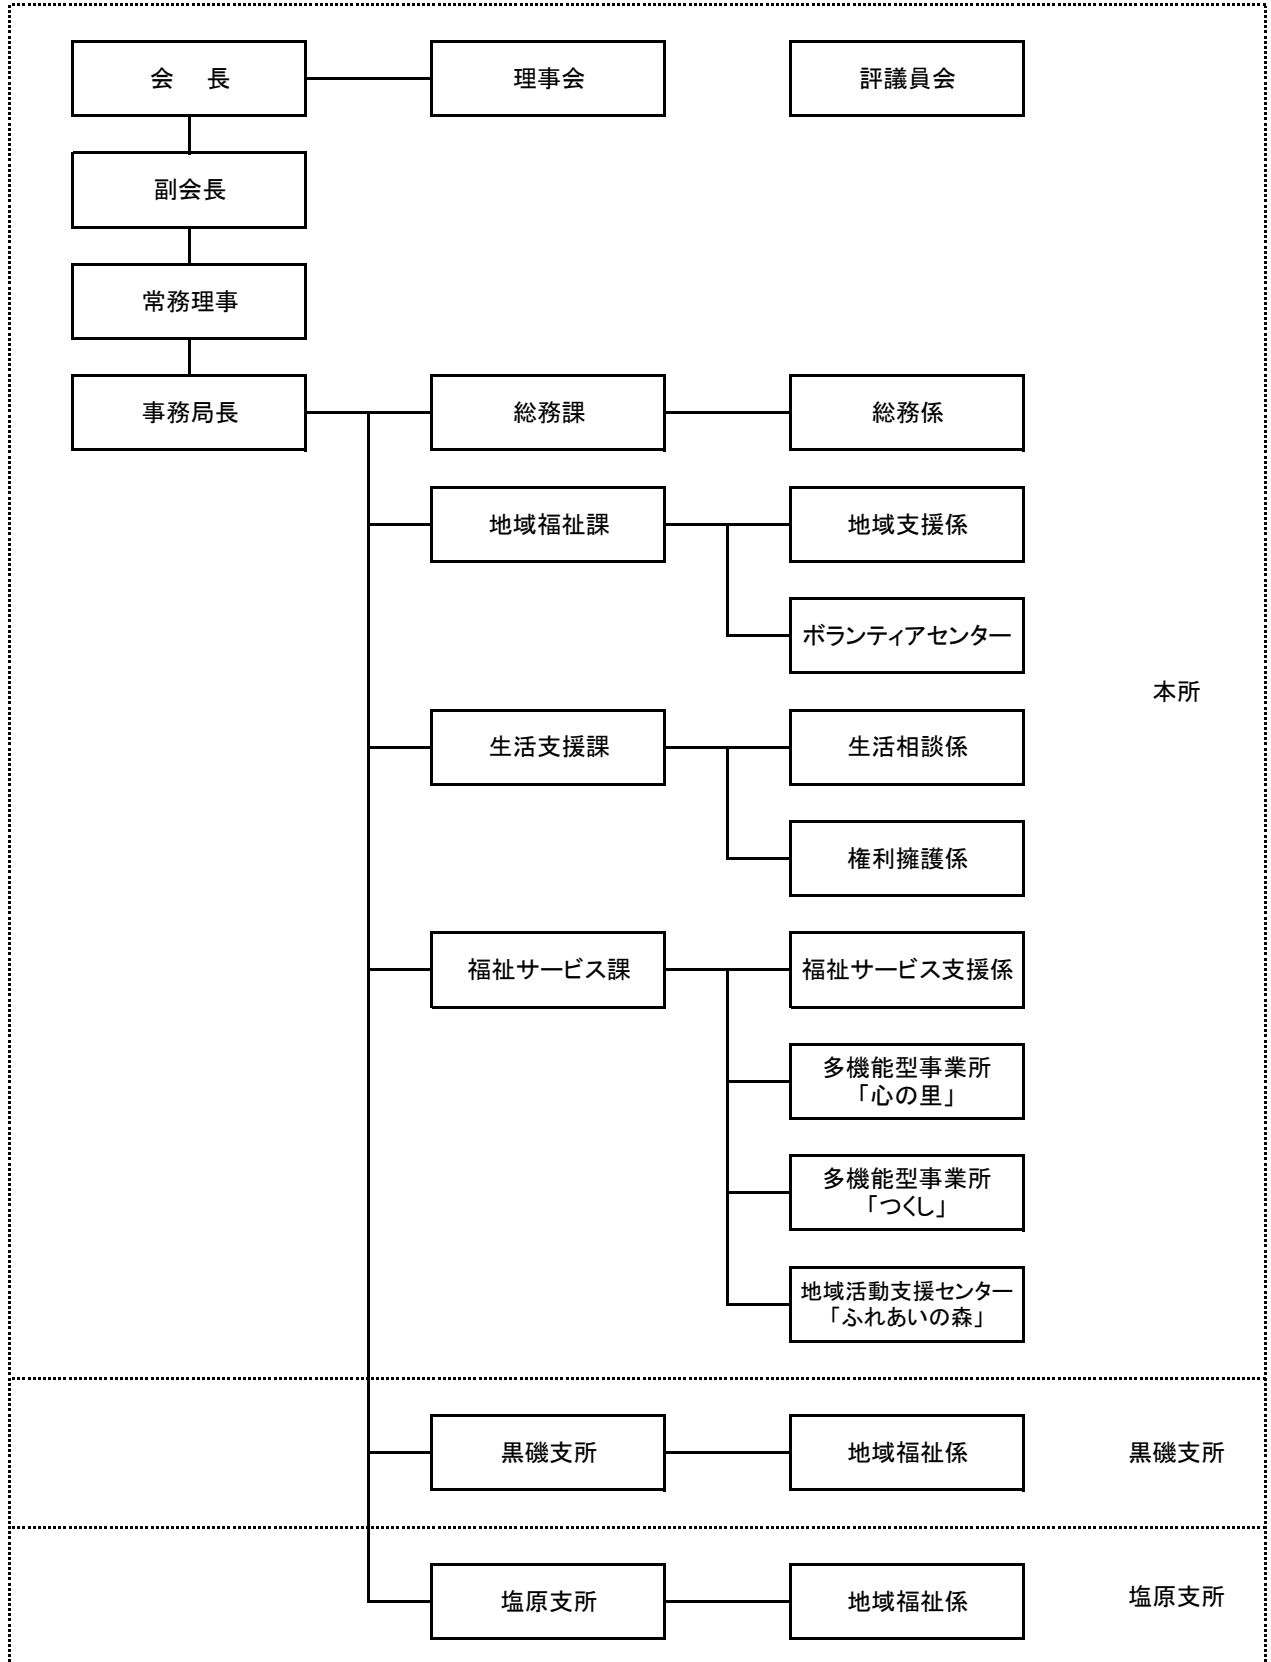 会　長
理事会
評議員会
副会長
常務理事
事務局長
総務課
総務係
地域福祉課
地域支援係
ボランティアセンター
本所
生活支援課
生活相談係
権利擁護係
福祉サービス課
福祉サービス支援係
多機能型事業所
「心の里」
多機能型事業所
「つくし」
地域活動支援センター
「ふれあいの森」
黒磯支所
地域福祉係
黒磯支所
塩原支所
地域福祉係
塩原支所